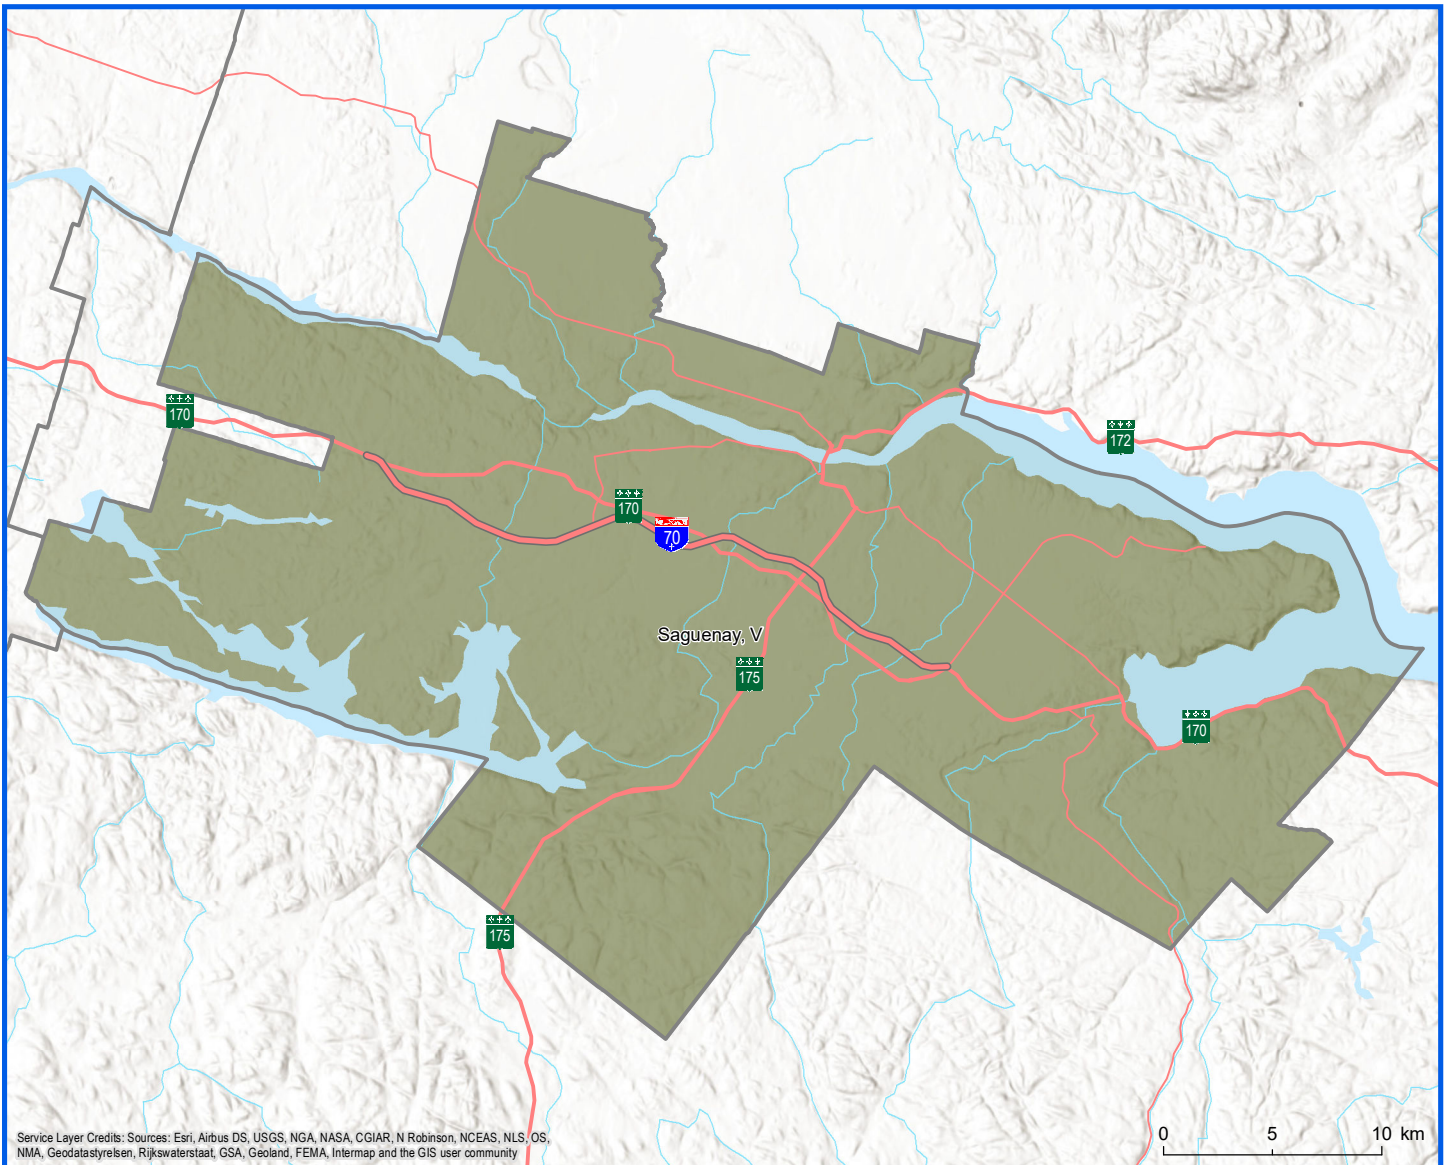 170
172
170
70
Saguenay, V
175
170
175
0 5 10 km
Service Layer Credits: Sources: Esri, Airbus DS, USGS, NGA, NASA, CGIAR, N Robinson, NCEAS, NLS, OS,
NMA, Geodatastyrelsen, Rijkswaterstaat, GSA, Geoland, FEMA, Intermap and the GIS user community